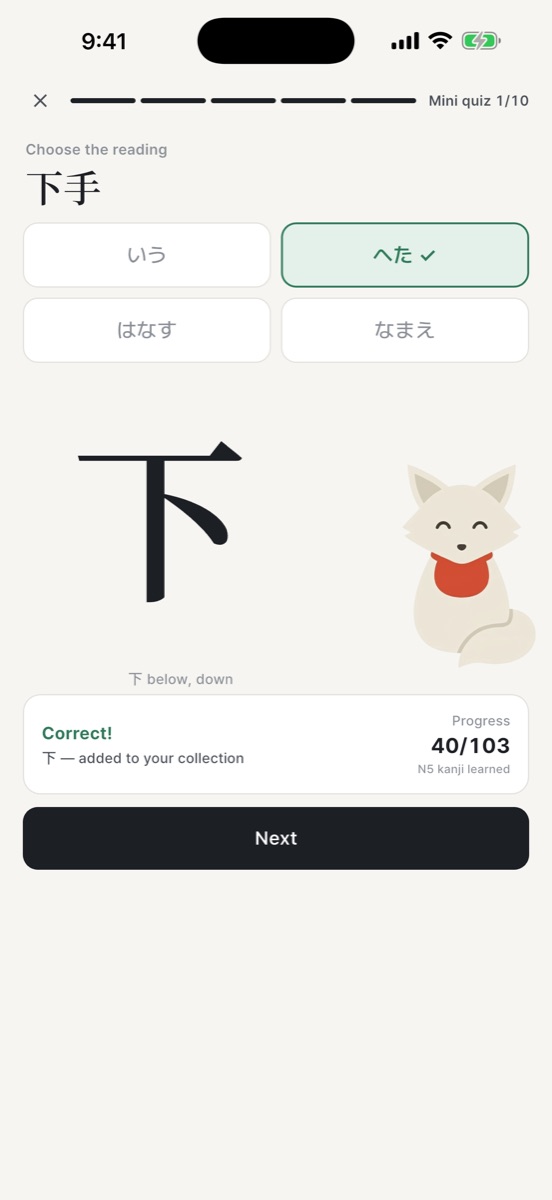 9:41
Mini quiz 1/10
Choose the reading
下手
いう
へた ✓
はなす
なまえ
下
下 below, down
Correct!
下 — added to your collection
Progress
40/103
N5 kanji learned
Next